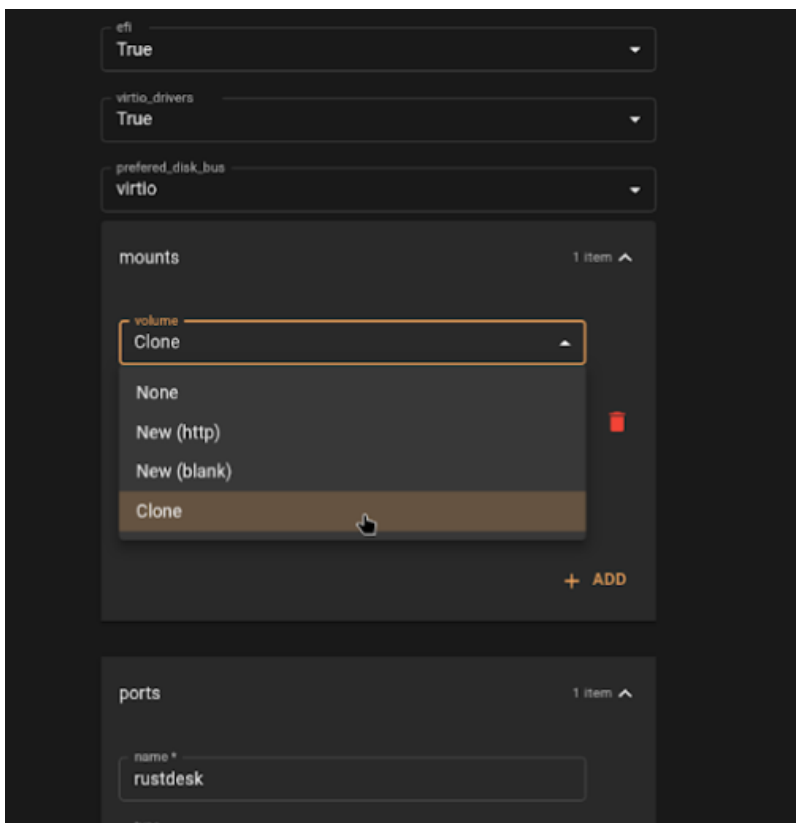 efi
True
virtio_drivers
True
prefered_disk_bus
virtio
mounts
1 item
volume
Clone
None
New (http)
New (blank)
Clone
+ ADD
ports
1 item
name *
rustdesk